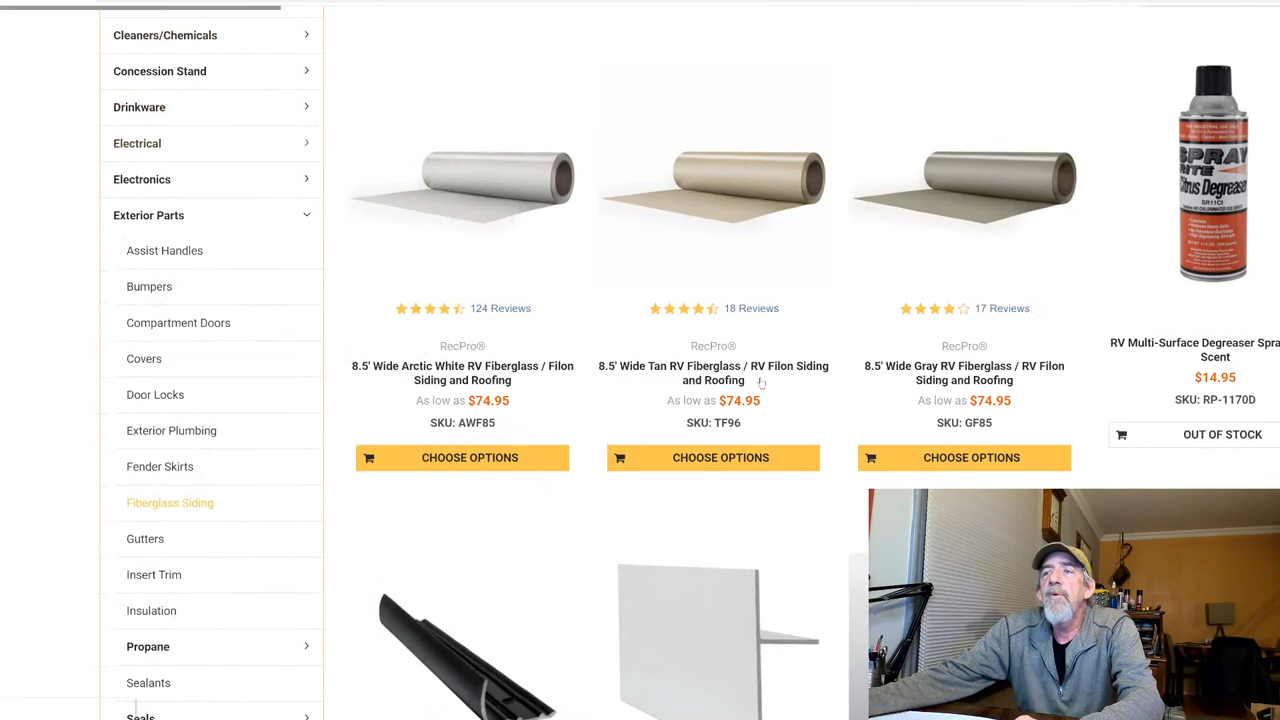 Cleaners/Chemicals
Concession Stand
Drinkware
Electrical
Electronics
Exterior Parts
Assist Handles
Bumpers
Compartment Doors
Covers
Door Locks
Exterior Plumbing
Fender Skirts
Fiberglass Siding
Gutters
Insert Trim
Insulation
Propane
Sealants
Seals
124 Reviews
RecPro®
8.5' Wide Arctic White RV Fiberglass / Filon
Siding and Roofing
As low as $74.95
SKU: AWF85
CHOOSE OPTIONS
18 Reviews
RecPro®
8.5' Wide Tan RV Fiberglass / RV Filon Siding
and Roofing
As low as $74.95
SKU: TF96
CHOOSE OPTIONS
17 Reviews
RecPro®
8.5' Wide Gray RV Fiberglass / RV Filon
Siding and Roofing
As low as $74.95
SKU: GF85
CHOOSE OPTIONS
SPRAY
RITE
Citrus Degreaser
SR11CI
RV Multi-Surface Degreaser Spra
Scent
$14.95
SKU: RP-1170D
OUT OF STOCK